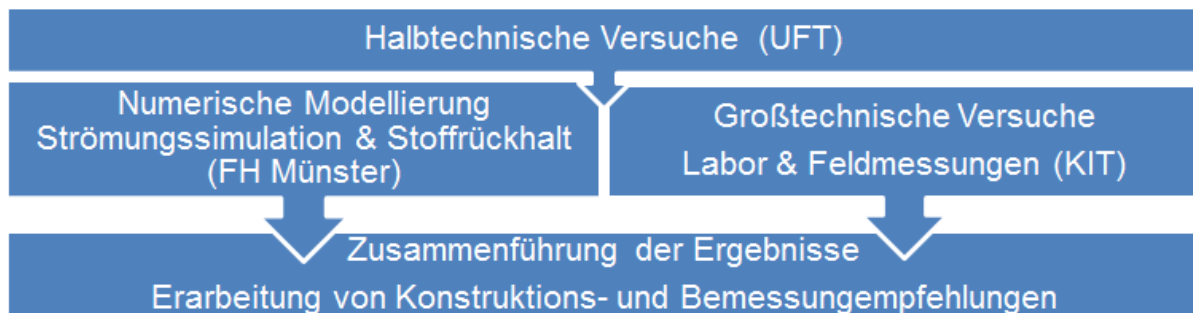 Halbtechnische Versuche (UFT)
Numerische Modellierung
Strömungssimulation & Stoffrückhalt
(FH Münster)
Großtechnische Versuche
Labor & Feldmessungen (KIT)
Zusammenführung der Ergebnisse
Erarbeitung von Konstruktions- und Bemessungempfehlungen